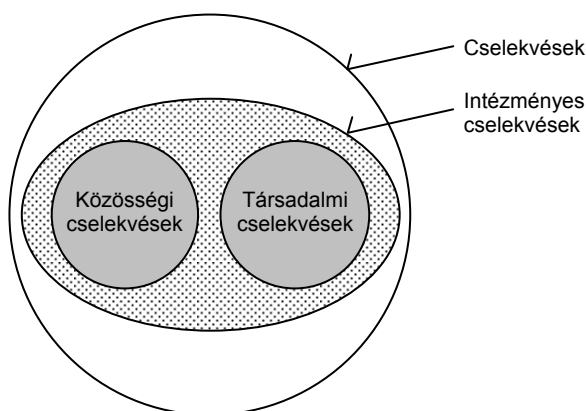 Cselekvések
Intézményes
cselekvések
Közösségi
cselekvések
Társadalmi
cselekvések